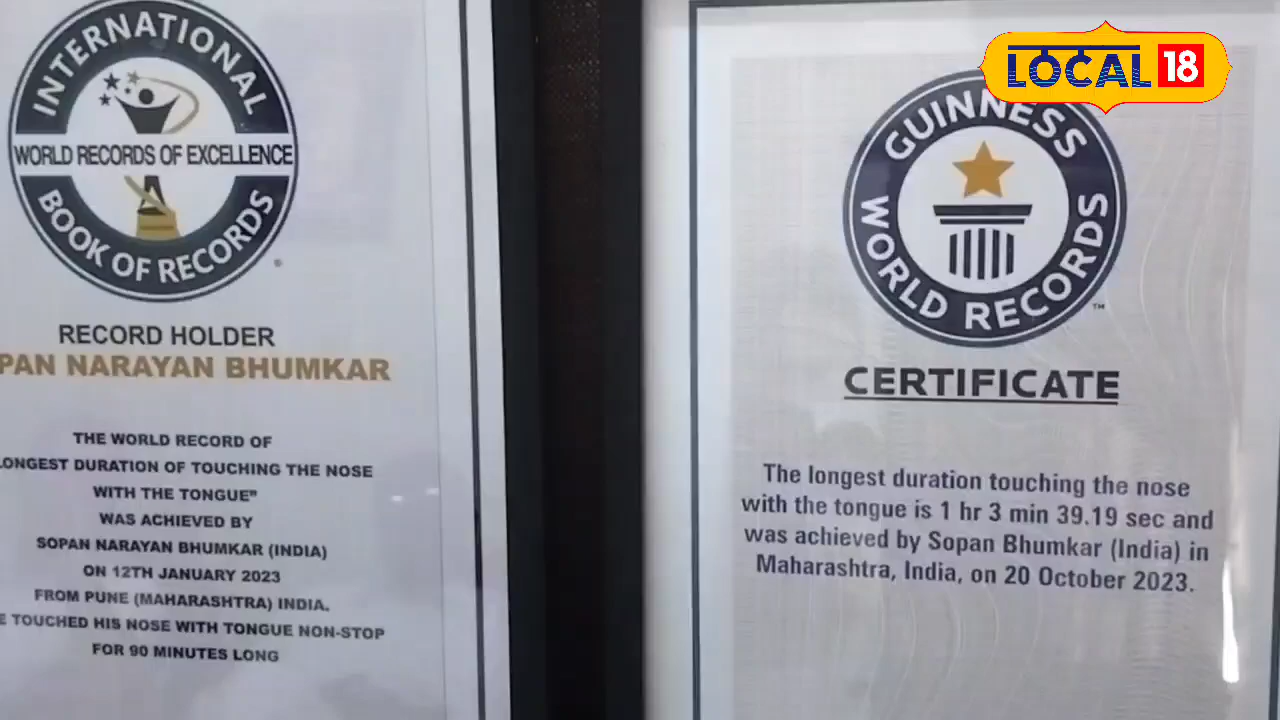 INTERNATIONAL
WORLD RECORDS OF EXCELLENCE
BOOK OF RECORDS
RECORD HOLDER
PAN NARAYAN BHUMKAR
THE WORLD RECORD OF
LONGEST DURATION OF TOUCHING THE NOSE
WITH THE TONGUE"
WAS ACHIEVED BY
SOPAN NARAYAN BHUMKAR (INDIA)
ON 12TH JANUARY 2023
FROM PUNE (MAHARASHTRA) INDIA.
E TOUCHED HIS NOSE WITH TONGUE NON-STOP
FOR 90 MINUTES LONG
LOCAL 18
GUINNESS
WORLD RECORDS
TM
CERTIFICATE
The longest duration touching the nose
with the tongue is 1 hr 3 min 39.19 sec and
was achieved by Sopan Bhumkar (India) in
Maharashtra, India, on 20 October 2023.